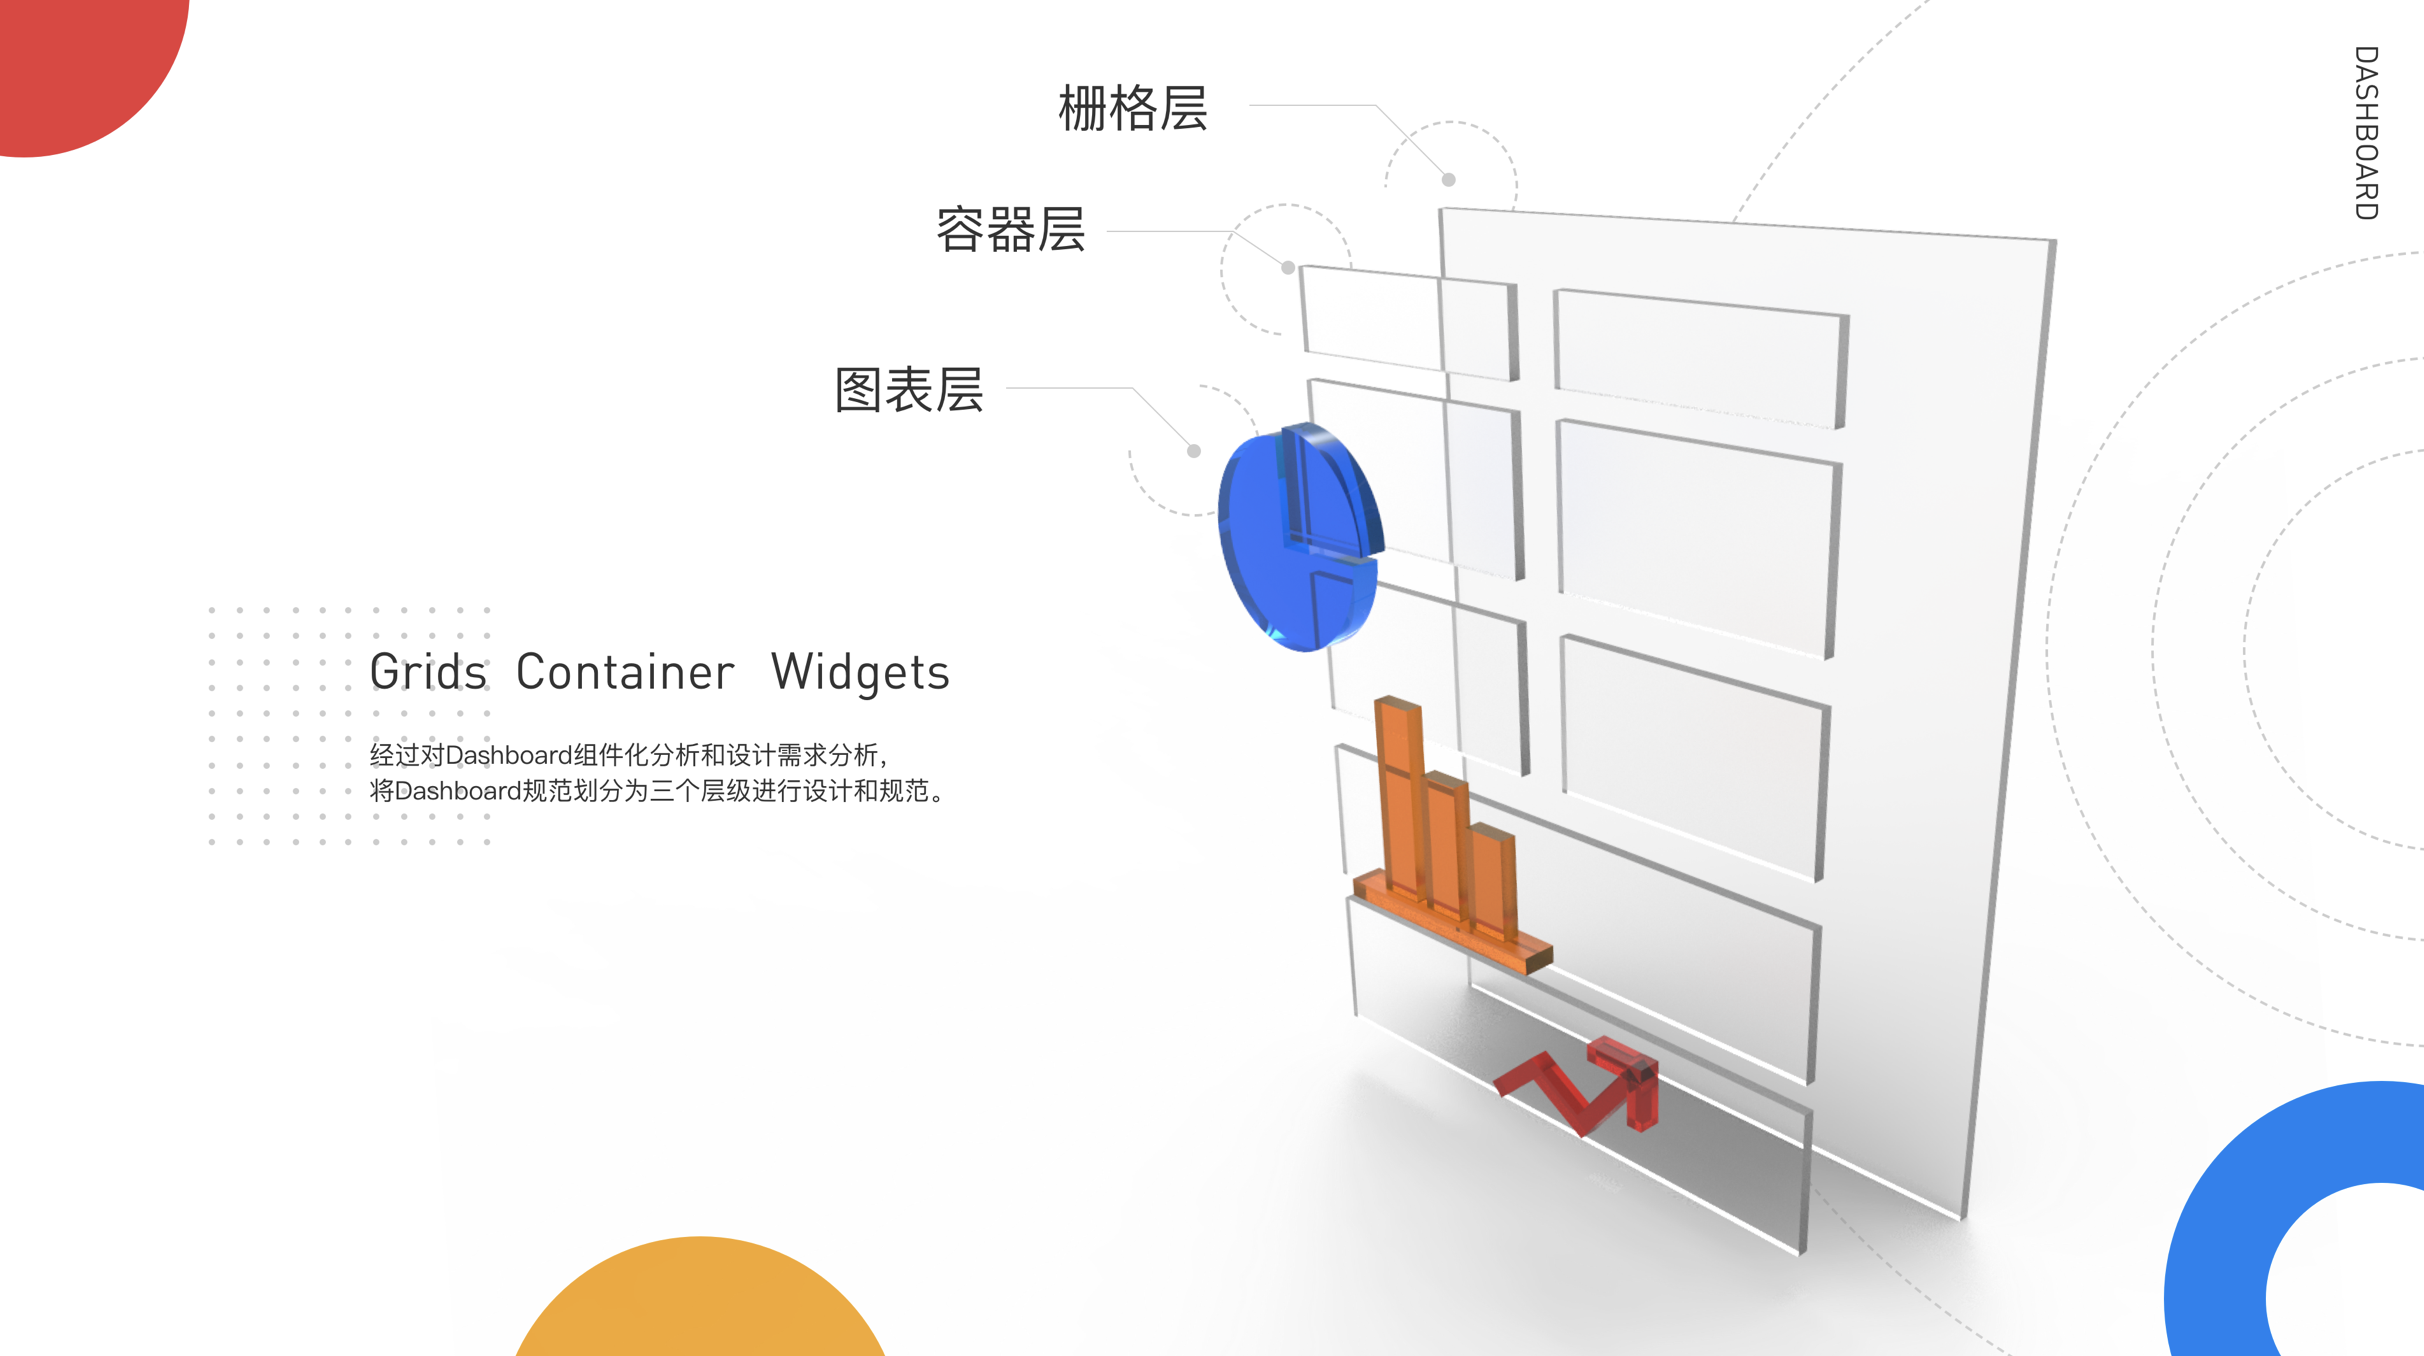 栅格层
DASHBOARD
容器层
图表层
Grids Container Widgets
经过对Dashboard组件化分析和设计需求分析，
将Dashboard规范划分为三个层级进行设计和规范。